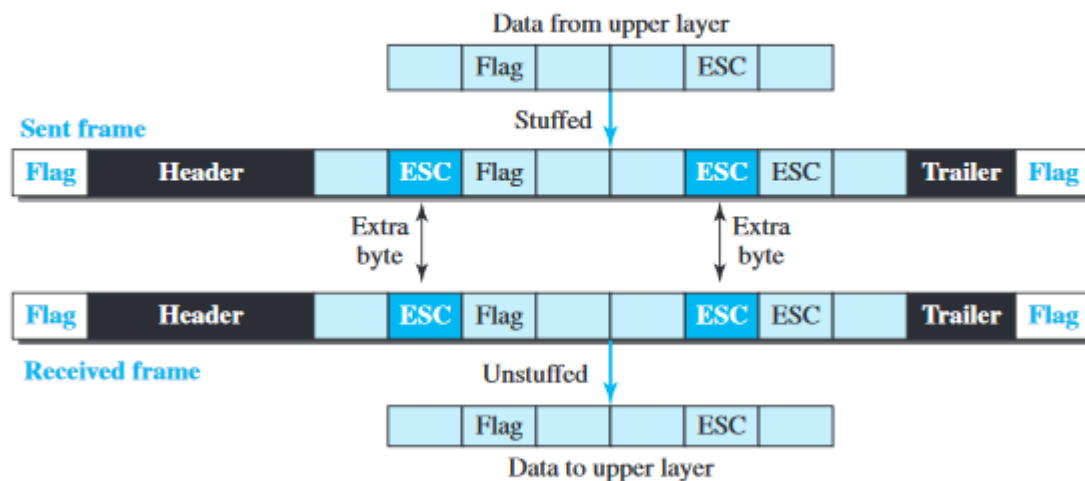 Data from upper layer
Flag ESC
Stuffed
Sent frame
Flag Header ESC Flag ESC ESC Trailer Flag
Extra byte
Extra byte
Flag Header ESC Flag ESC ESC Trailer Flag
Received frame
Unstuffed
Flag ESC
Data to upper layer